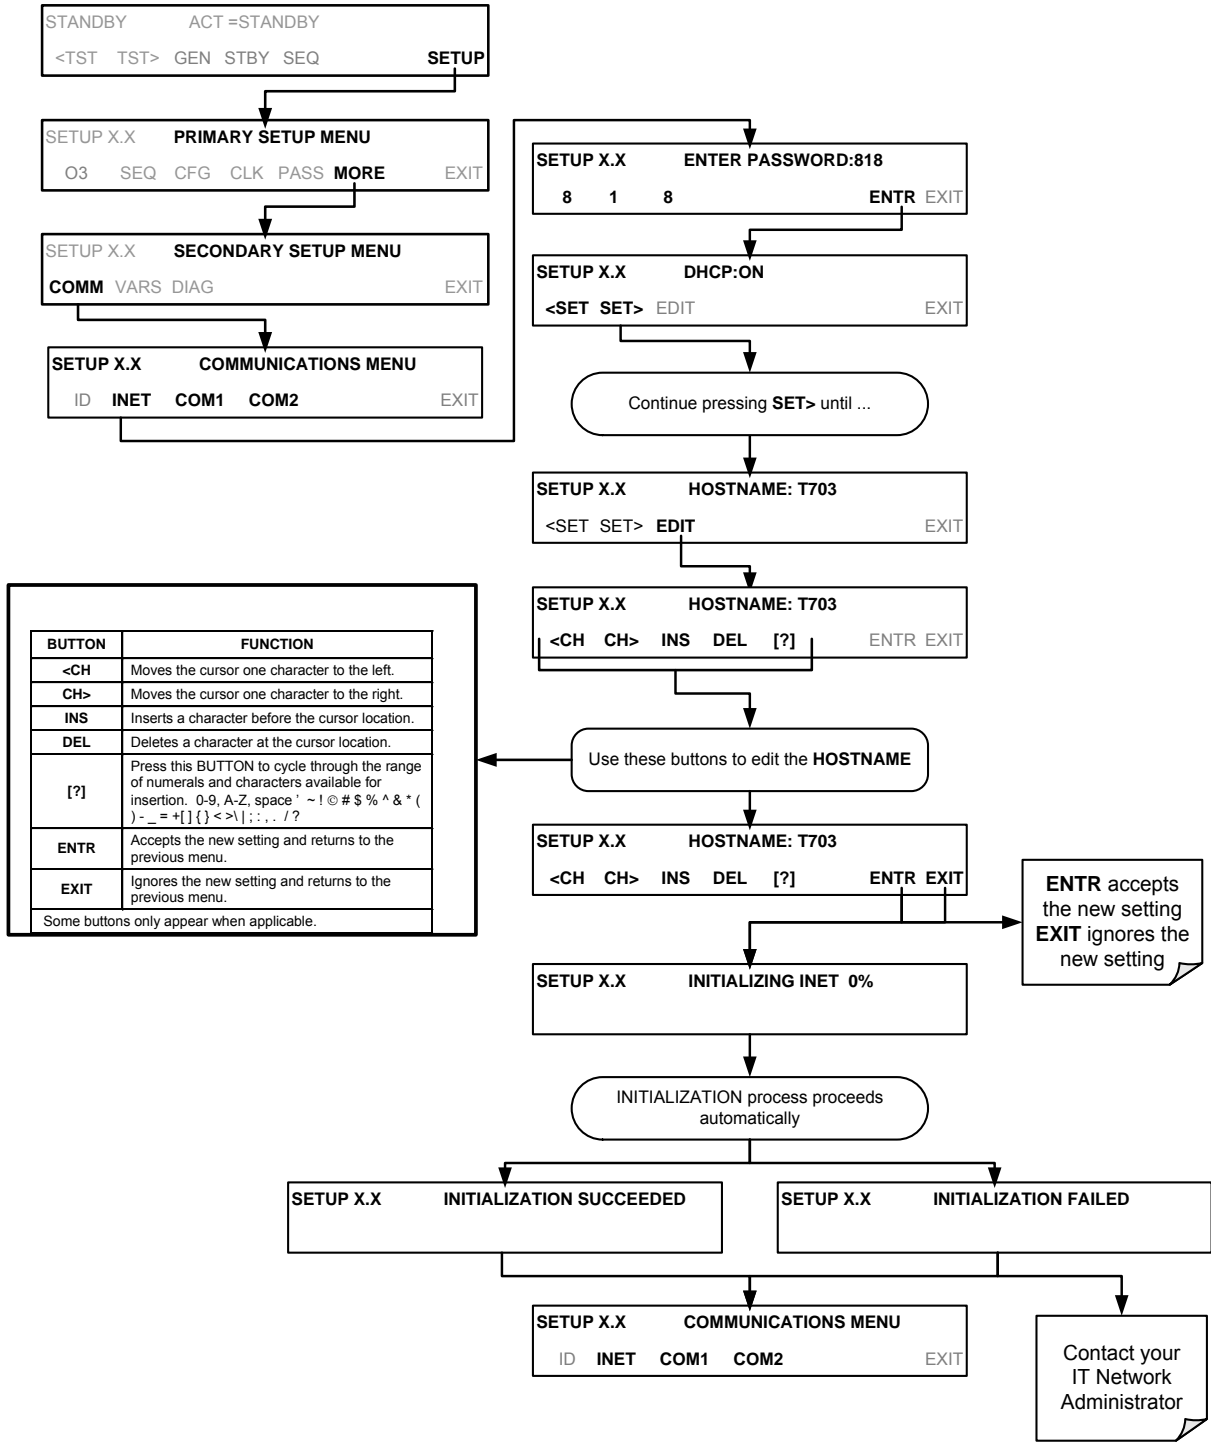 STANDBY ACT =STANDBY
<TST TST> GEN STBY SEQ SETUP
SETUP X.X PRIMARY SETUP MENU
O3 SEQ CFG CLK PASS MORE EXIT
SETUP X.X SECONDARY SETUP MENU
COMM VARS DIAG EXIT
SETUP X.X COMMUNICATIONS MENU
ID INET COM1 COM2 EXIT
SETUP X.X ENTER PASSWORD:818
8 1 8 ENTR EXIT
SETUP X.X DHCP:ON
<SET SET> EDIT EXIT
Continue pressing SET> until ...
SETUP X.X HOSTNAME: T703
<SET SET> EDIT EXIT
SETUP X.X HOSTNAME: T703
<CH CH> INS DEL [?] ENTR EXIT
Use these buttons to edit the HOSTNAME
BUTTON FUNCTION
<CH Moves the cursor one character to the left.
CH> Moves the cursor one character to the right.
INS Inserts a character before the cursor location.
DEL Deletes a character at the cursor location.
[?] Press this BUTTON to cycle through the range
of numerals and characters available for
insertion. 0-9, A-Z, space ' ~ ! © # $ % ^ & * (
) - _ = +[ ] { } < >\ | ; : , . / ?
ENTR Accepts the new setting and returns to the
previous menu.
EXIT Ignores the new setting and returns to the
previous menu.
Some buttons only appear when applicable.
SETUP X.X HOSTNAME: T703
<CH CH> INS DEL [?] ENTR EXIT
ENTR accepts
the new setting
EXIT ignores the
new setting
SETUP X.X INITIALIZING INET 0%
INITIALIZATION process proceeds
automatically
SETUP X.X INITIALIZATION SUCCEEDED
SETUP X.X INITIALIZATION FAILED
SETUP X.X COMMUNICATIONS MENU
ID INET COM1 COM2 EXIT
Contact your
IT Network
Administrator